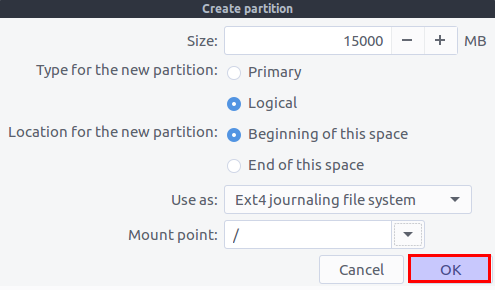 Create partition
Size: 15000 − + MB
Type for the new partition: Primary
Logical
Location for the new partition: Beginning of this space
End of this space
Use as: Ext4 journaling file system
Mount point: /
Cancel OK